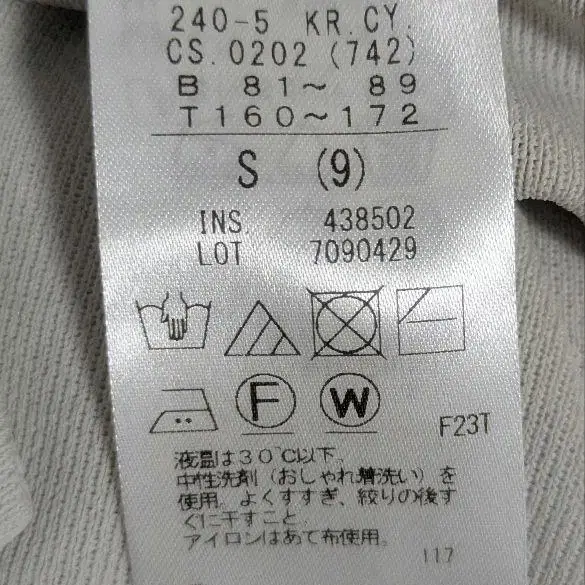 240-5 KR.CY.
CS.0202(742)
B 81〜 89
T160〜172
S (9)
INS 438502
LOT 7090429
F W
F23T
液温は30℃以下。
中性洗剤(おしゃれ着洗い)を
使用。よくすすぎ、絞りの後す
ぐに干すこと。
アイロンはあて布使用。
117